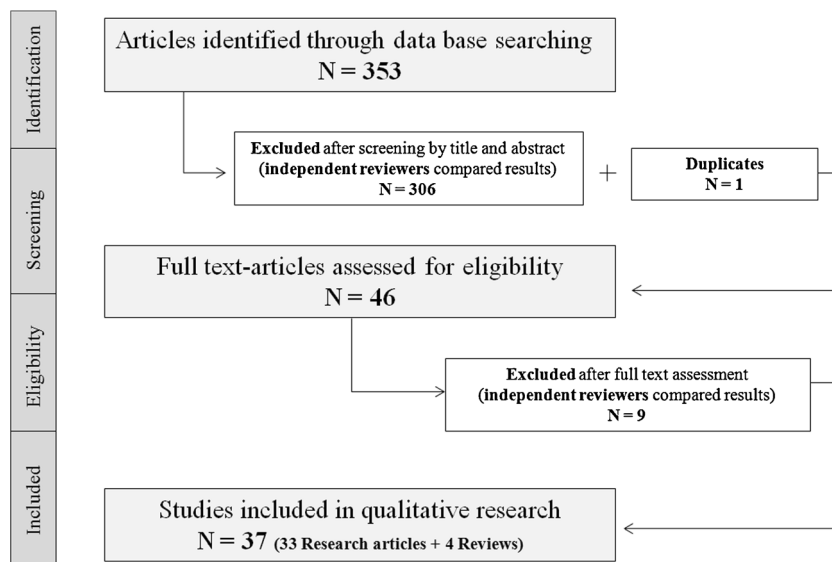 Identification
Articles identified through data base searching
N = 353
Excluded after screening by title and abstract
(independent reviewers compared results)
N = 306
+
Duplicates
N = 1
Screening
Full text-articles assessed for eligibility
N = 46
Eligibility
Excluded after full text assessment
(independent reviewers compared results)
N = 9
Included
Studies included in qualitative research
N = 37 (33 Research articles + 4 Reviews)